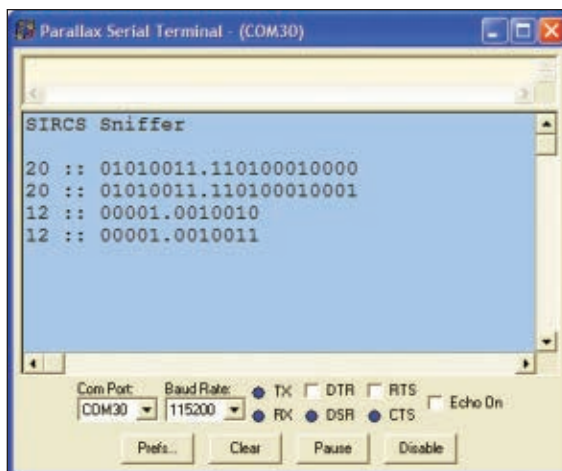 Parallax Serial Terminal - (COM30)
SIRCS Sniffer
20 :: 01010011.110100010000
20 :: 01010011.110100010001
12 :: 00001.0010010
12 :: 00001.0010011
Com Port: Baud Rate: TX DTR RTS
COM30 115200 RX DSR CTS Echo On
Prefs... Clear Pause Disable